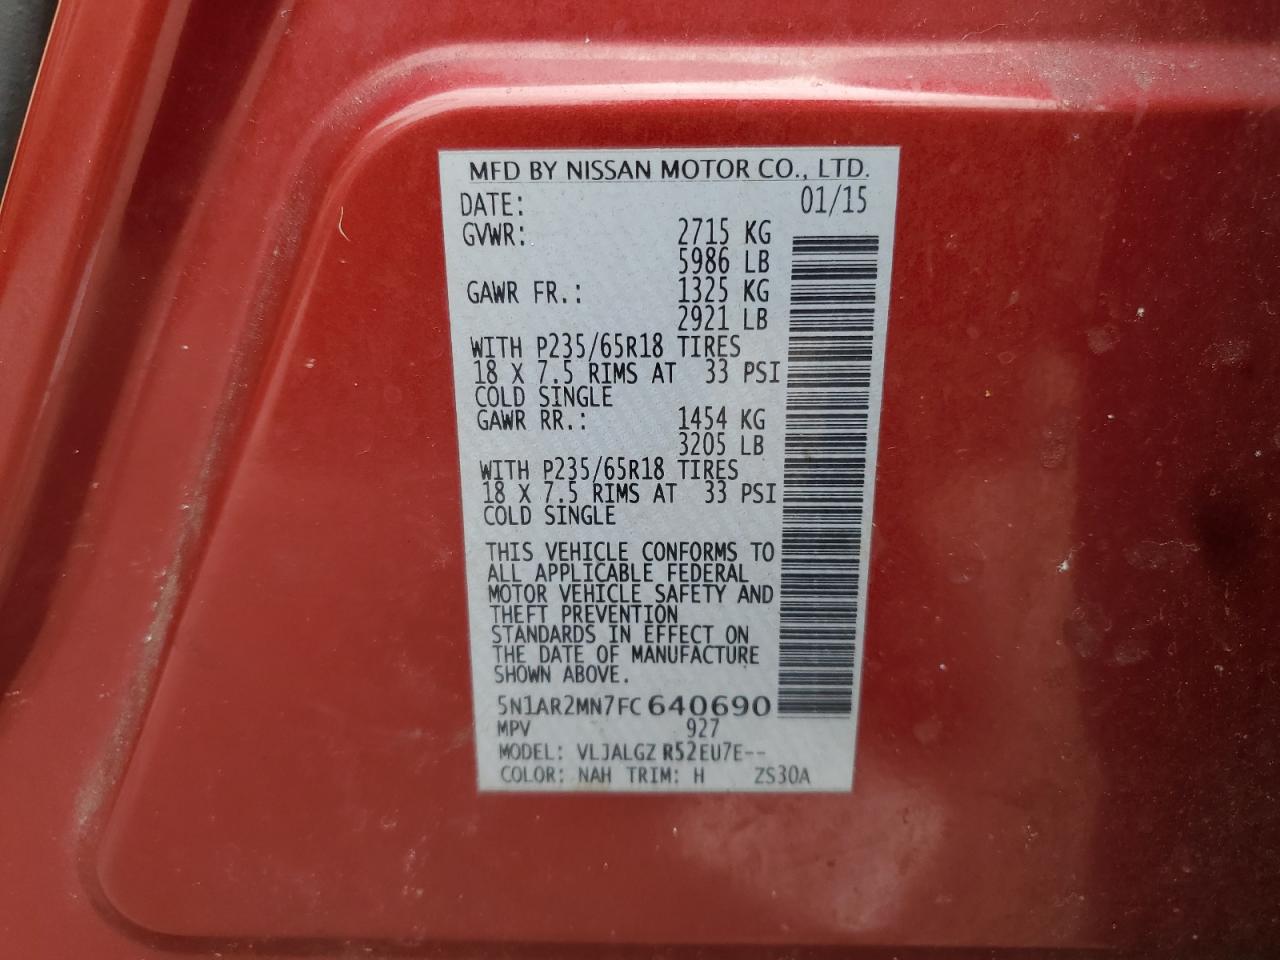 MFD BY NISSAN MOTOR CO., LTD.
DATE: 01/15
GVWR: 2715 KG
5986 LB
GAWR FR.: 1325 KG
2921 LB
WITH P235/65R18 TIRES
18 X 7.5 RIMS AT 33 PSI
COLD SINGLE
GAWR RR.: 1454 KG
3205 LB
WITH P235/65R18 TIRES
18 X 7.5 RIMS AT 33 PSI
COLD SINGLE
THIS VEHICLE CONFORMS TO
ALL APPLICABLE FEDERAL
MOTOR VEHICLE SAFETY AND
THEFT PREVENTION
STANDARDS IN EFFECT ON
THE DATE OF MANUFACTURE
SHOWN ABOVE.
5N1AR2MN7FC640690
MPV 927
MODEL: VLJALGZ R52EU7E--
COLOR: NAH TRIM: H ZS30A